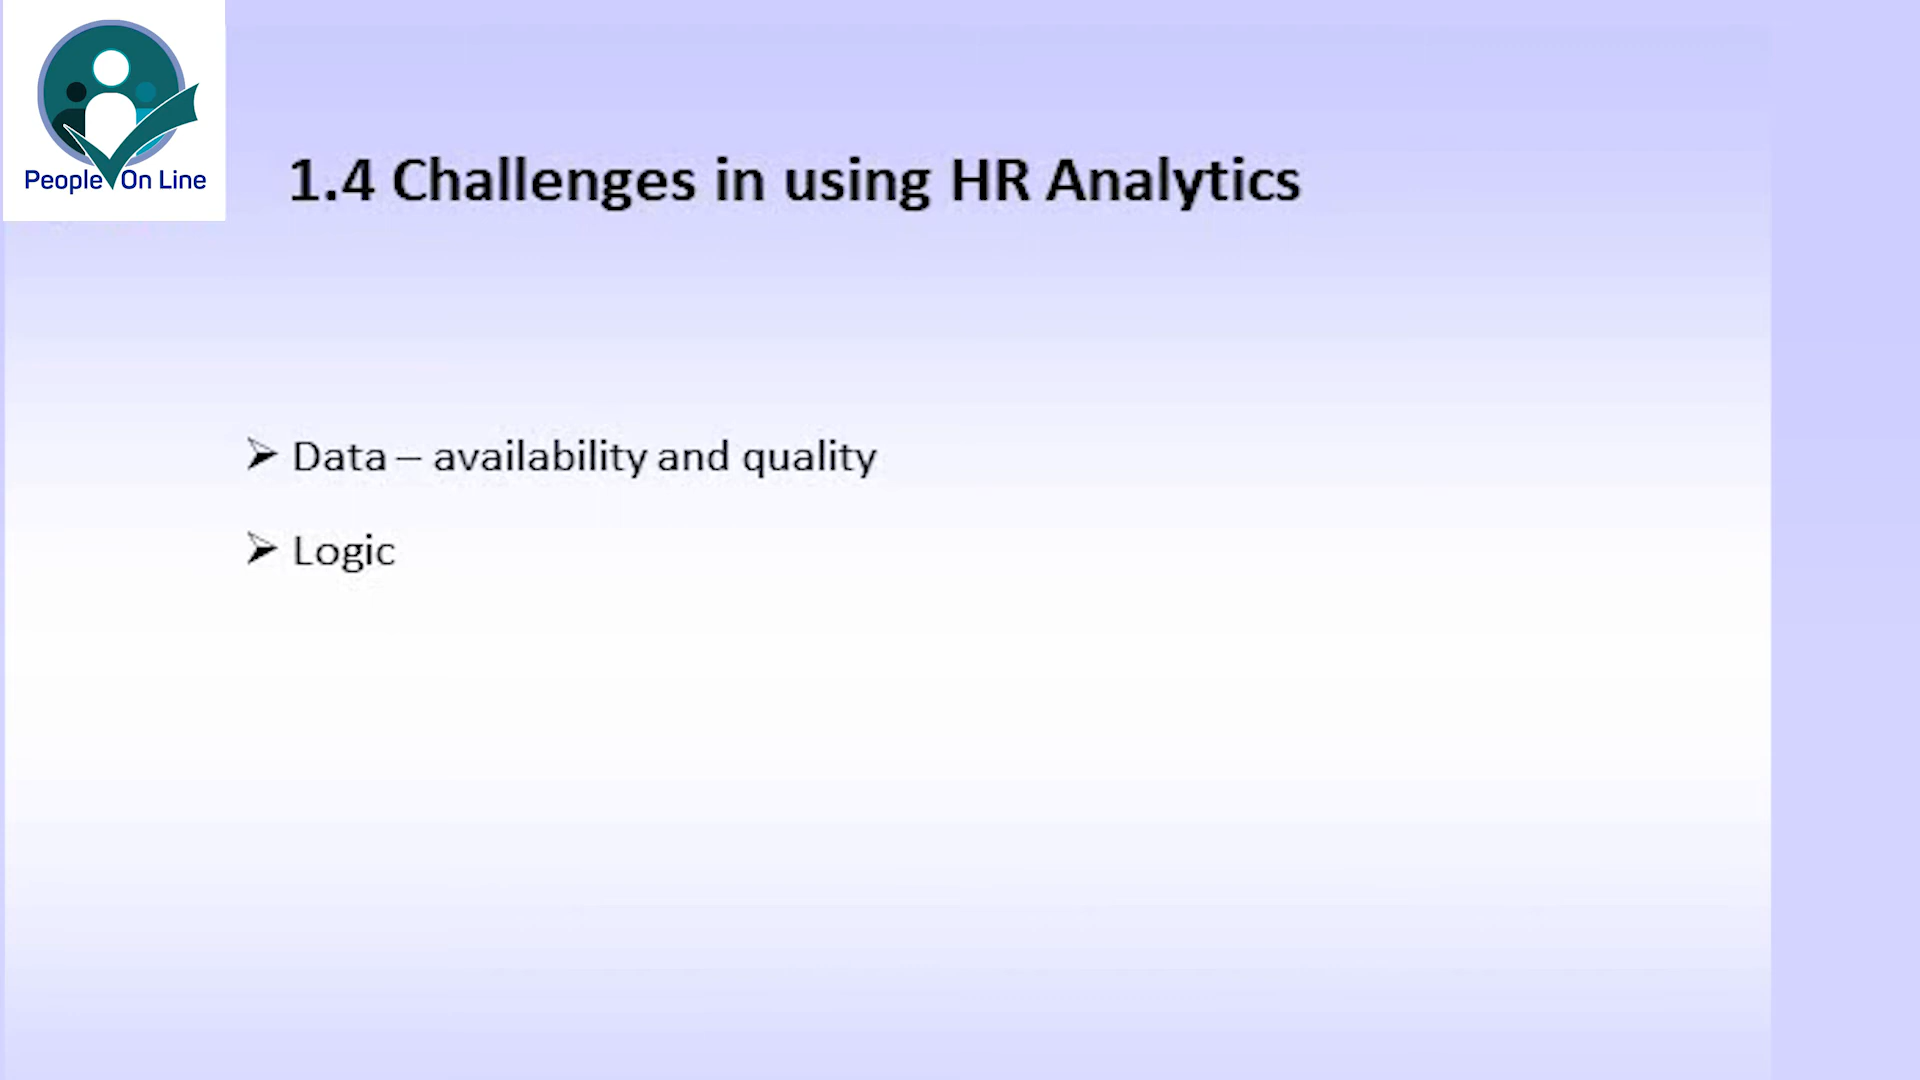 People On Line
1.4 Challenges in using HR Analytics
➤ Data – availability and quality
➤ Logic